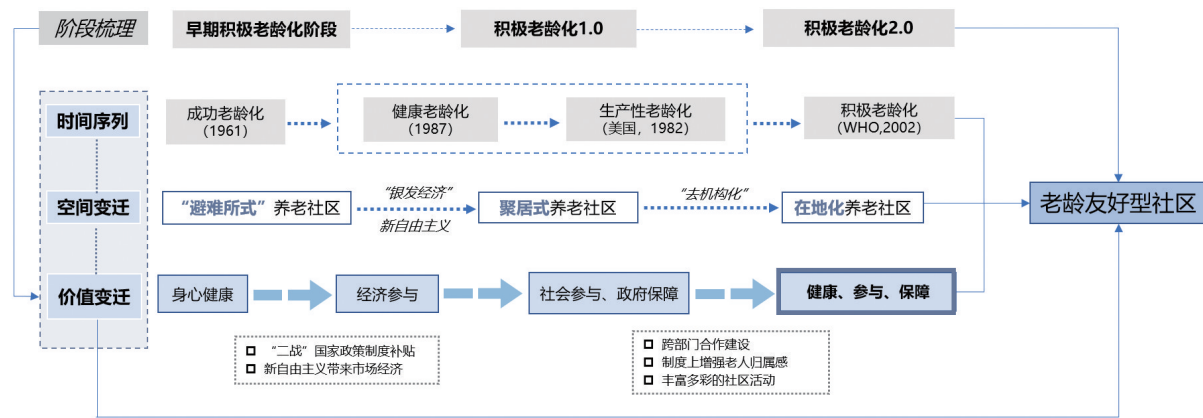 阶段梳理
早期积极老龄化阶段
积极老龄化1.0
积极老龄化2.0
时间序列
成功老龄化
(1961)
健康老龄化
(1987)
生产性老龄化
(美国，1982)
积极老龄化
(WHO,2002)
空间变迁
“避难所式”养老社区
“银发经济”
新自由主义
聚居式养老社区
“去机构化”
在地化养老社区
老龄友好型社区
价值变迁
身心健康
经济参与
社会参与、政府保障
健康、参与、保障
“二战”国家政策制度补贴
新自由主义带来市场经济
跨部门合作建设
制度上增强老人归属感
丰富多彩的社区活动